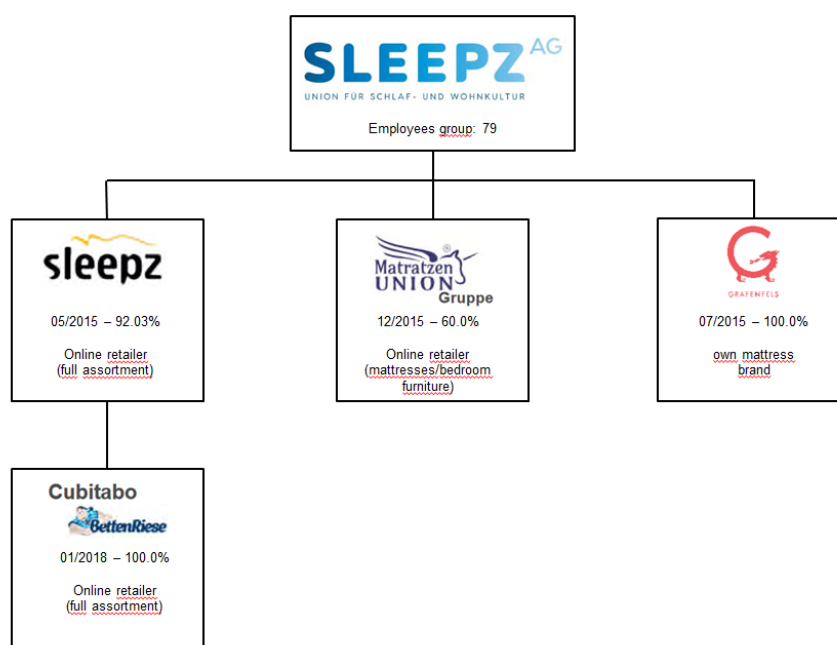 SLEEPZ AG
UNION FÜR SCHLAF- UND WOHNKULTUR
Employees group: 79
sleepz
05/2015 – 92.03%
Online retailer
(full assortment)
Matratzen
UNION
Gruppe
12/2015 – 60.0%
Online retailer
(mattresses/bedroom
furniture)
GRAFENFELS
07/2015 – 100.0%
own mattress
brand
Cubitabo
BettenRiese
01/2018 – 100.0%
Online retailer
(full assortment)